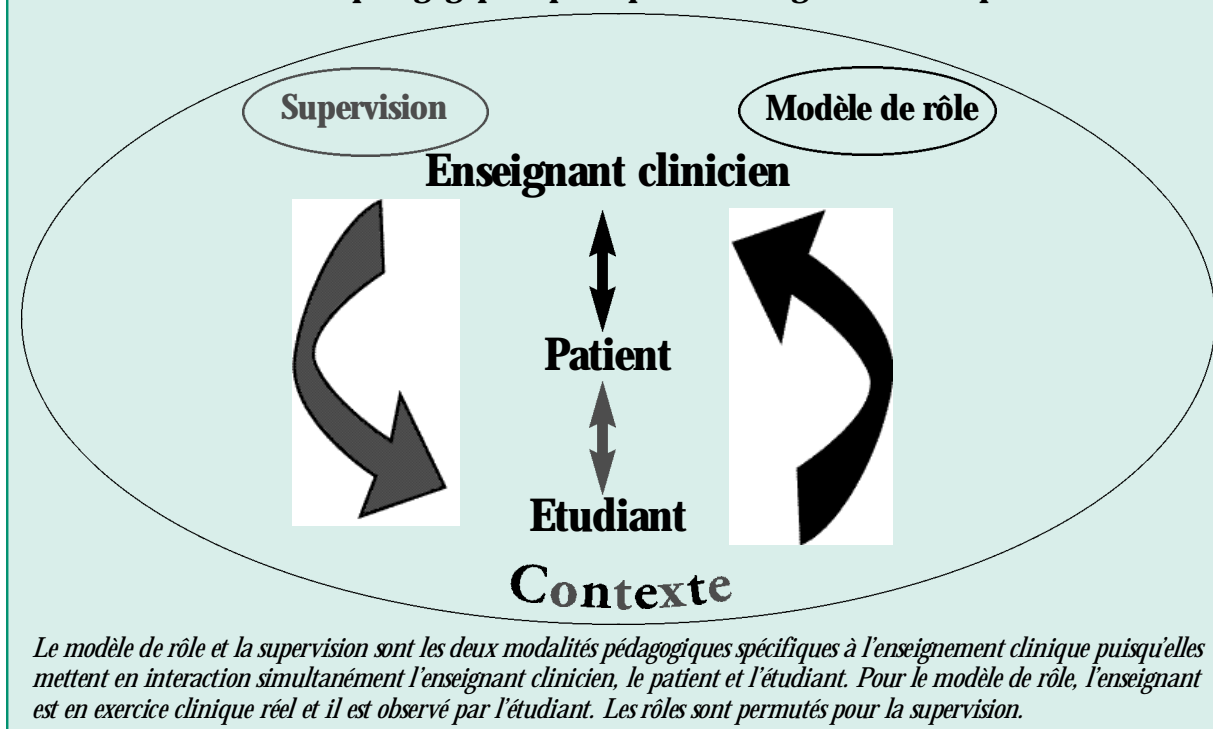 Supervision
Modèle de rôle
Enseignant clinicien
Patient
Etudiant
Contexte
Le modèle de rôle et la supervision sont les deux modalités pédagogiques spécifiques à l'enseignement clinique puisqu'elles
mettent en interaction simultanément l'enseignant clinicien, le patient et l'étudiant. Pour le modèle de rôle, l'enseignant
est en exercice clinique réel et il est observé par l'étudiant. Les rôles sont permutés pour la supervision.